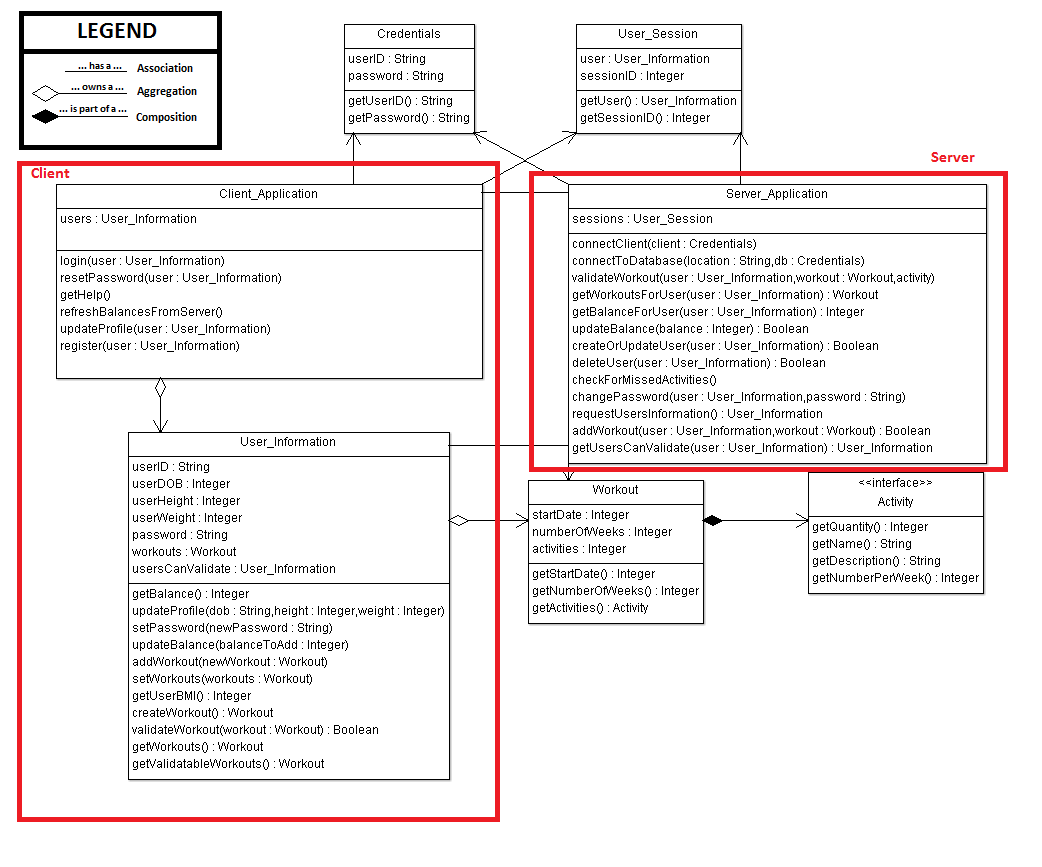 LEGEND
... has a ...
Association
... owns a ...
Aggregation
... is part of a ...
Composition
Credentials
userID : String
password : String
getUserID() : String
getPassword() : String
User_Session
user : User_Information
sessionID : Integer
getUser() : User_Information
getSessionID() : Integer
Client
Client_Application
users : User_Information
login(user : User_Information)
resetPassword(user : User_Information)
getHelp()
refreshBalancesFromServer()
updateProfile(user : User_Information)
register(user : User_Information)
Server
Server_Application
sessions : User_Session
connectClient(client : Credentials)
connectToDatabase(location : String,db : Credentials)
validateWorkout(user : User_Information,workout : Workout,activity)
getWorkoutsForUser(user : User_Information) : Workout
getBalanceForUser(user : User_Information) : Integer
updateBalance(balance : Integer) : Boolean
createOrUpdateUser(user : User_Information) : Boolean
deleteUser(user : User_Information) : Boolean
checkForMissedActivities()
changePassword(user : User_Information,password : String)
requestUsersInformation() : User_Information
addWorkout(user : User_Information,workout : Workout) : Boolean
getUsersCanValidate(user : User_Information) : User_Information
User_Information
userID : String
userDOB : Integer
userHeight : Integer
userWeight : Integer
password : String
workouts : Workout
usersCanValidate : User_Information
getBalance() : Integer
updateProfile(dob : String,height : Integer,weight : Integer)
setPassword(newPassword : String)
updateBalance(balanceToAdd : Integer)
addWorkout(newWorkout : Workout)
setWorkouts(workouts : Workout)
getUserBMI() : Integer
createWorkout() : Workout
validateWorkout(workout : Workout) : Boolean
getWorkouts() : Workout
getValidatableWorkouts() : Workout
Workout
startDate : Integer
numberOfWeeks : Integer
activities : Integer
getStartDate() : Integer
getNumberOfWeeks() : Integer
getActivities() : Activity
<<interface>>
Activity
getQuantity() : Integer
getName() : String
getDescription() : String
getNumberPerWeek() : Integer